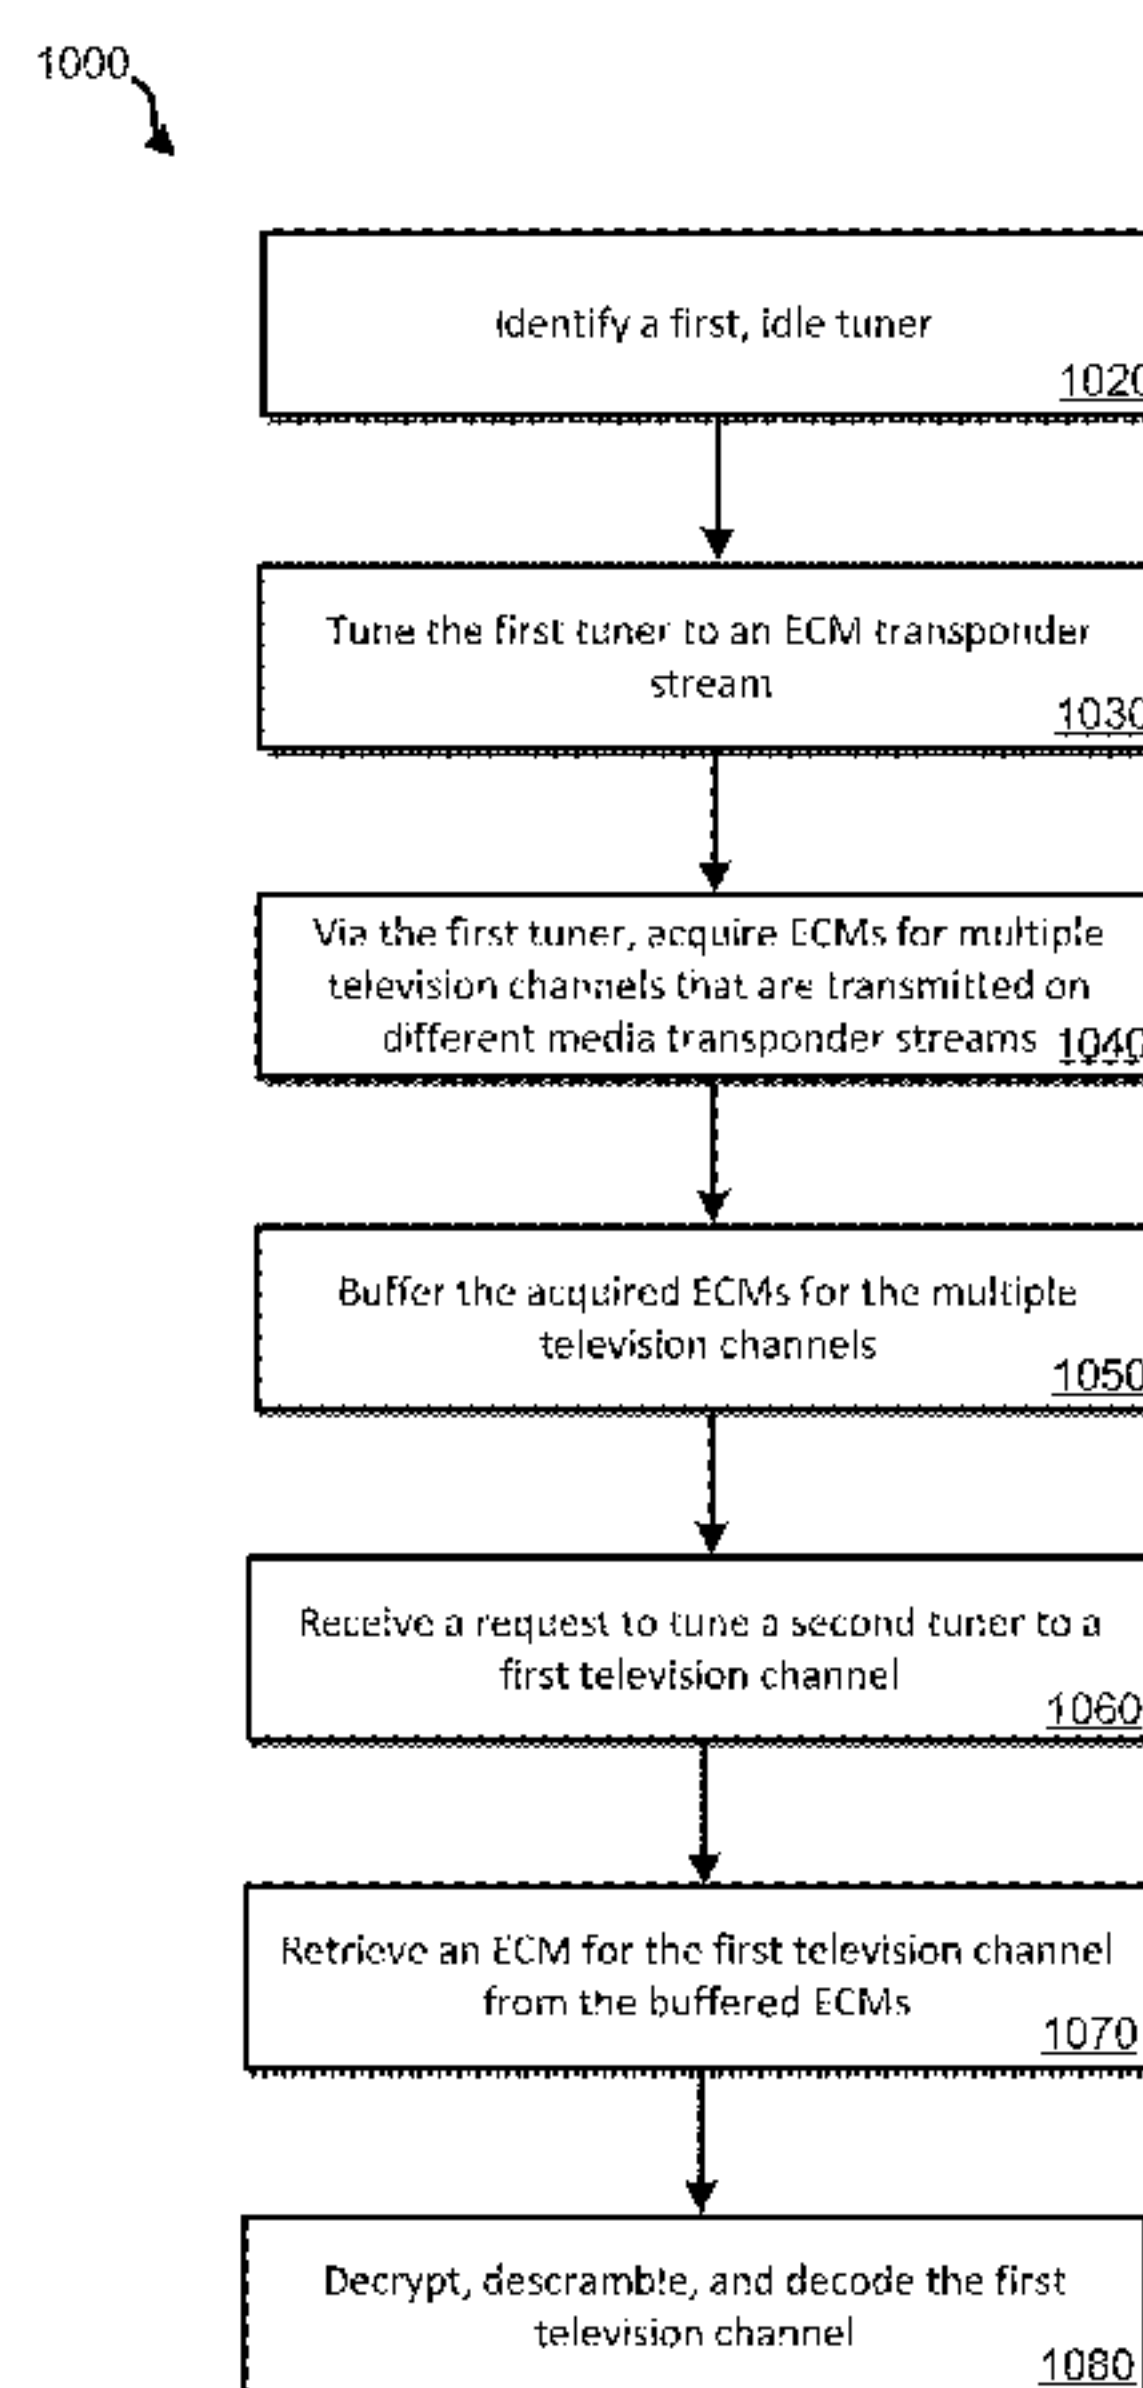 1000
Identify a first, idle tuner
1020
Tune the first tuner to an ECM transponder
stream
1030
Via the first tuner, acquire ECMs for multiple
television channels that are transmitted on
different media transponder streams 1040
Buffer the acquired ECMs for the multiple
television channels
1050
Receive a request to tune a second tuner to a
first television channel
1060
Retrieve an ECM for the first television channel
from the buffered ECMs
1070
Decrypt, descramble, and decode the first
television channel
1080